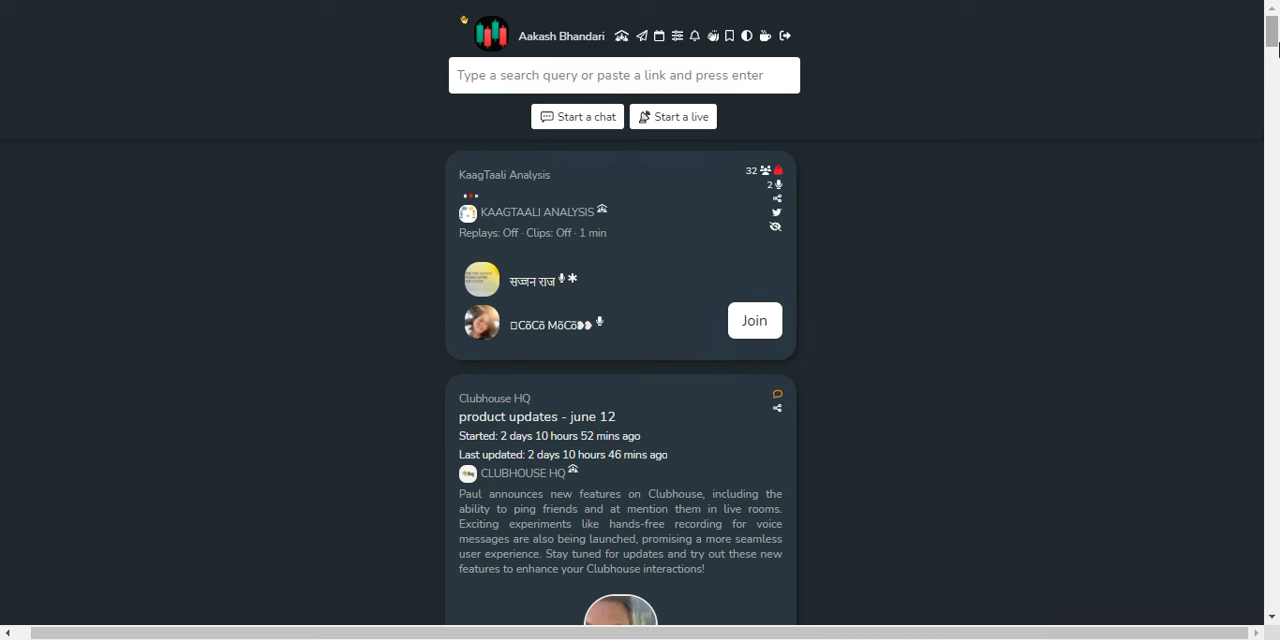 Aakash Bhandari
Type a search query or paste a link and press enter
Start a chat
Start a live
KaagTaali Analysis
32
2
KAAGTAALI ANALYSIS
Replays: Off · Clips: Off · 1 min
सज्जन राज
CöCö MöCö
Join
Clubhouse HQ
product updates - june 12
Started: 2 days 10 hours 52 mins ago
Last updated: 2 days 10 hours 46 mins ago
CLUBHOUSE HQ
Paul announces new features on Clubhouse, including the
ability to ping friends and at mention them in live rooms.
Exciting experiments like hands-free recording for voice
messages are also being launched, promising a more seamless
user experience. Stay tuned for updates and try out these new
features to enhance your Clubhouse interactions!